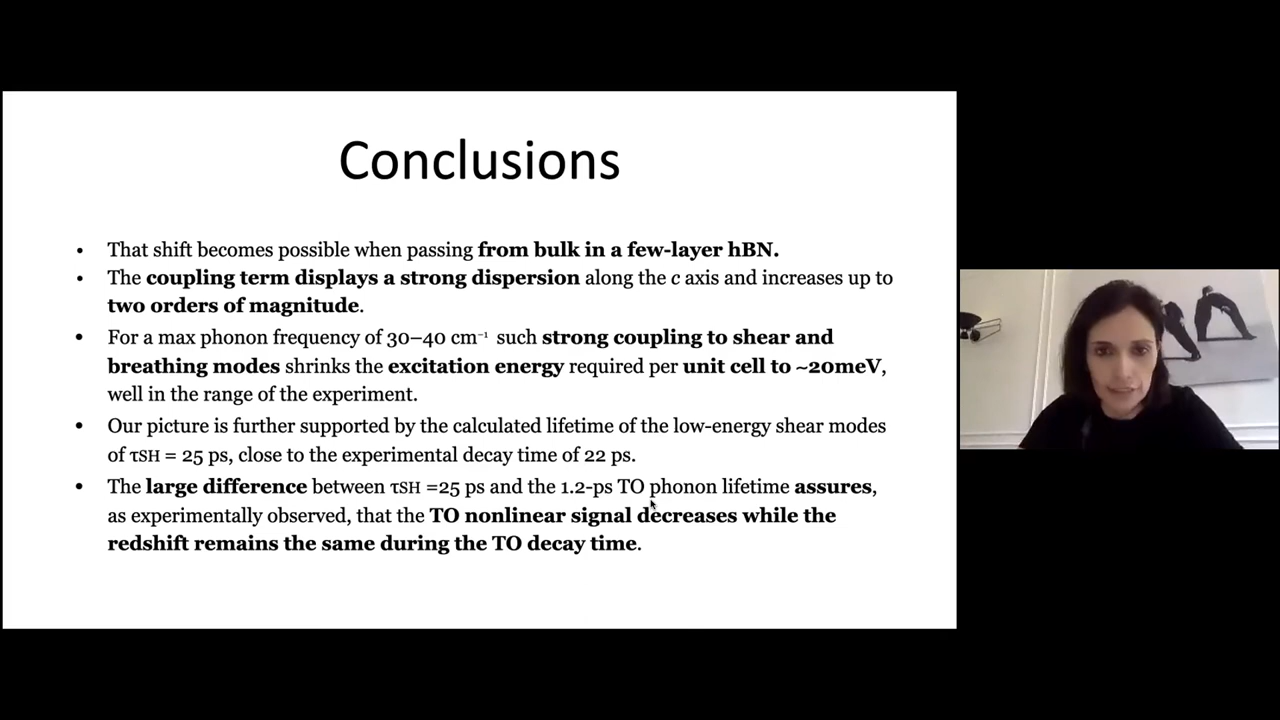 Conclusions
• That shift becomes possible when passing from bulk in a few-layer hBN.
• The coupling term displays a strong dispersion along the c axis and increases up to
two orders of magnitude.
• For a max phonon frequency of 30–40 cm⁻¹ such strong coupling to shear and
breathing modes shrinks the excitation energy required per unit cell to ~20meV,
well in the range of the experiment.
• Our picture is further supported by the calculated lifetime of the low-energy shear modes
of τSH = 25 ps, close to the experimental decay time of 22 ps.
• The large difference between τSH =25 ps and the 1.2-ps TO phonon lifetime assures,
as experimentally observed, that the TO nonlinear signal decreases while the
redshift remains the same during the TO decay time.